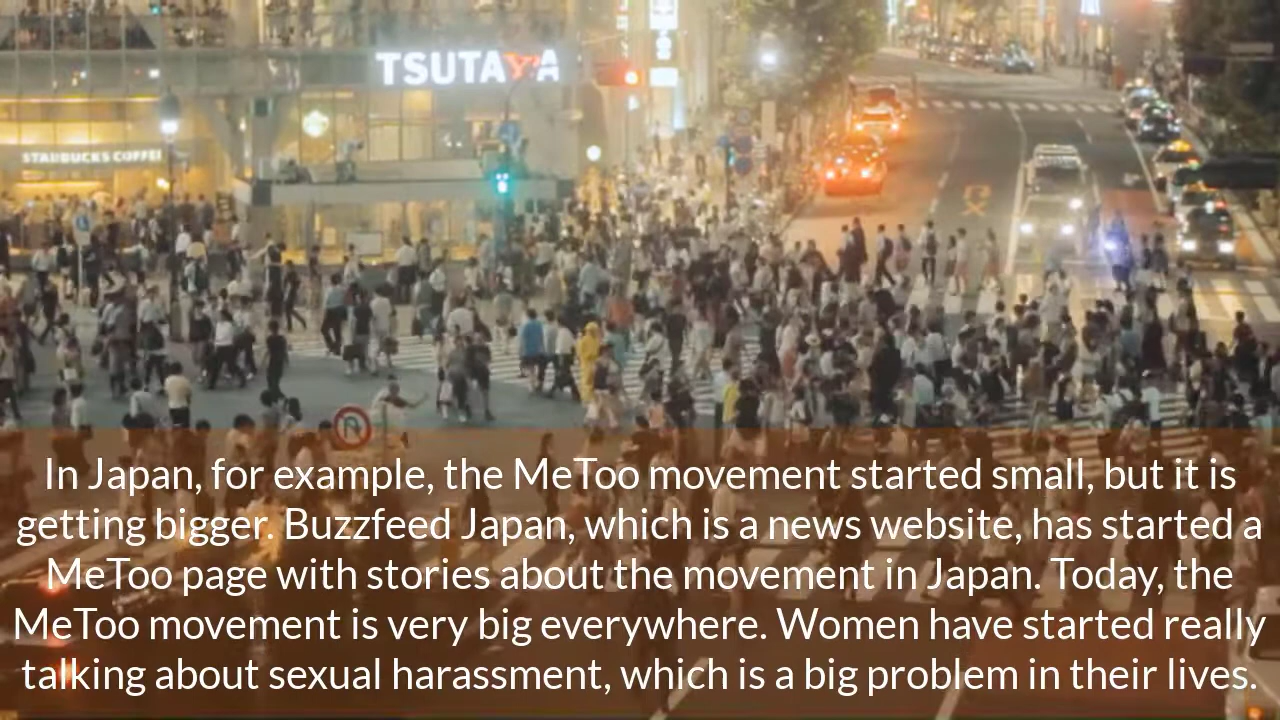 TSUTAYA
STARBUCKS COFFEE
In Japan, for example, the MeToo movement started small, but it is
getting bigger. Buzzfeed Japan, which is a news website, has started a
MeToo page with stories about the movement in Japan. Today, the
MeToo movement is very big everywhere. Women have started really
talking about sexual harassment, which is a big problem in their lives.